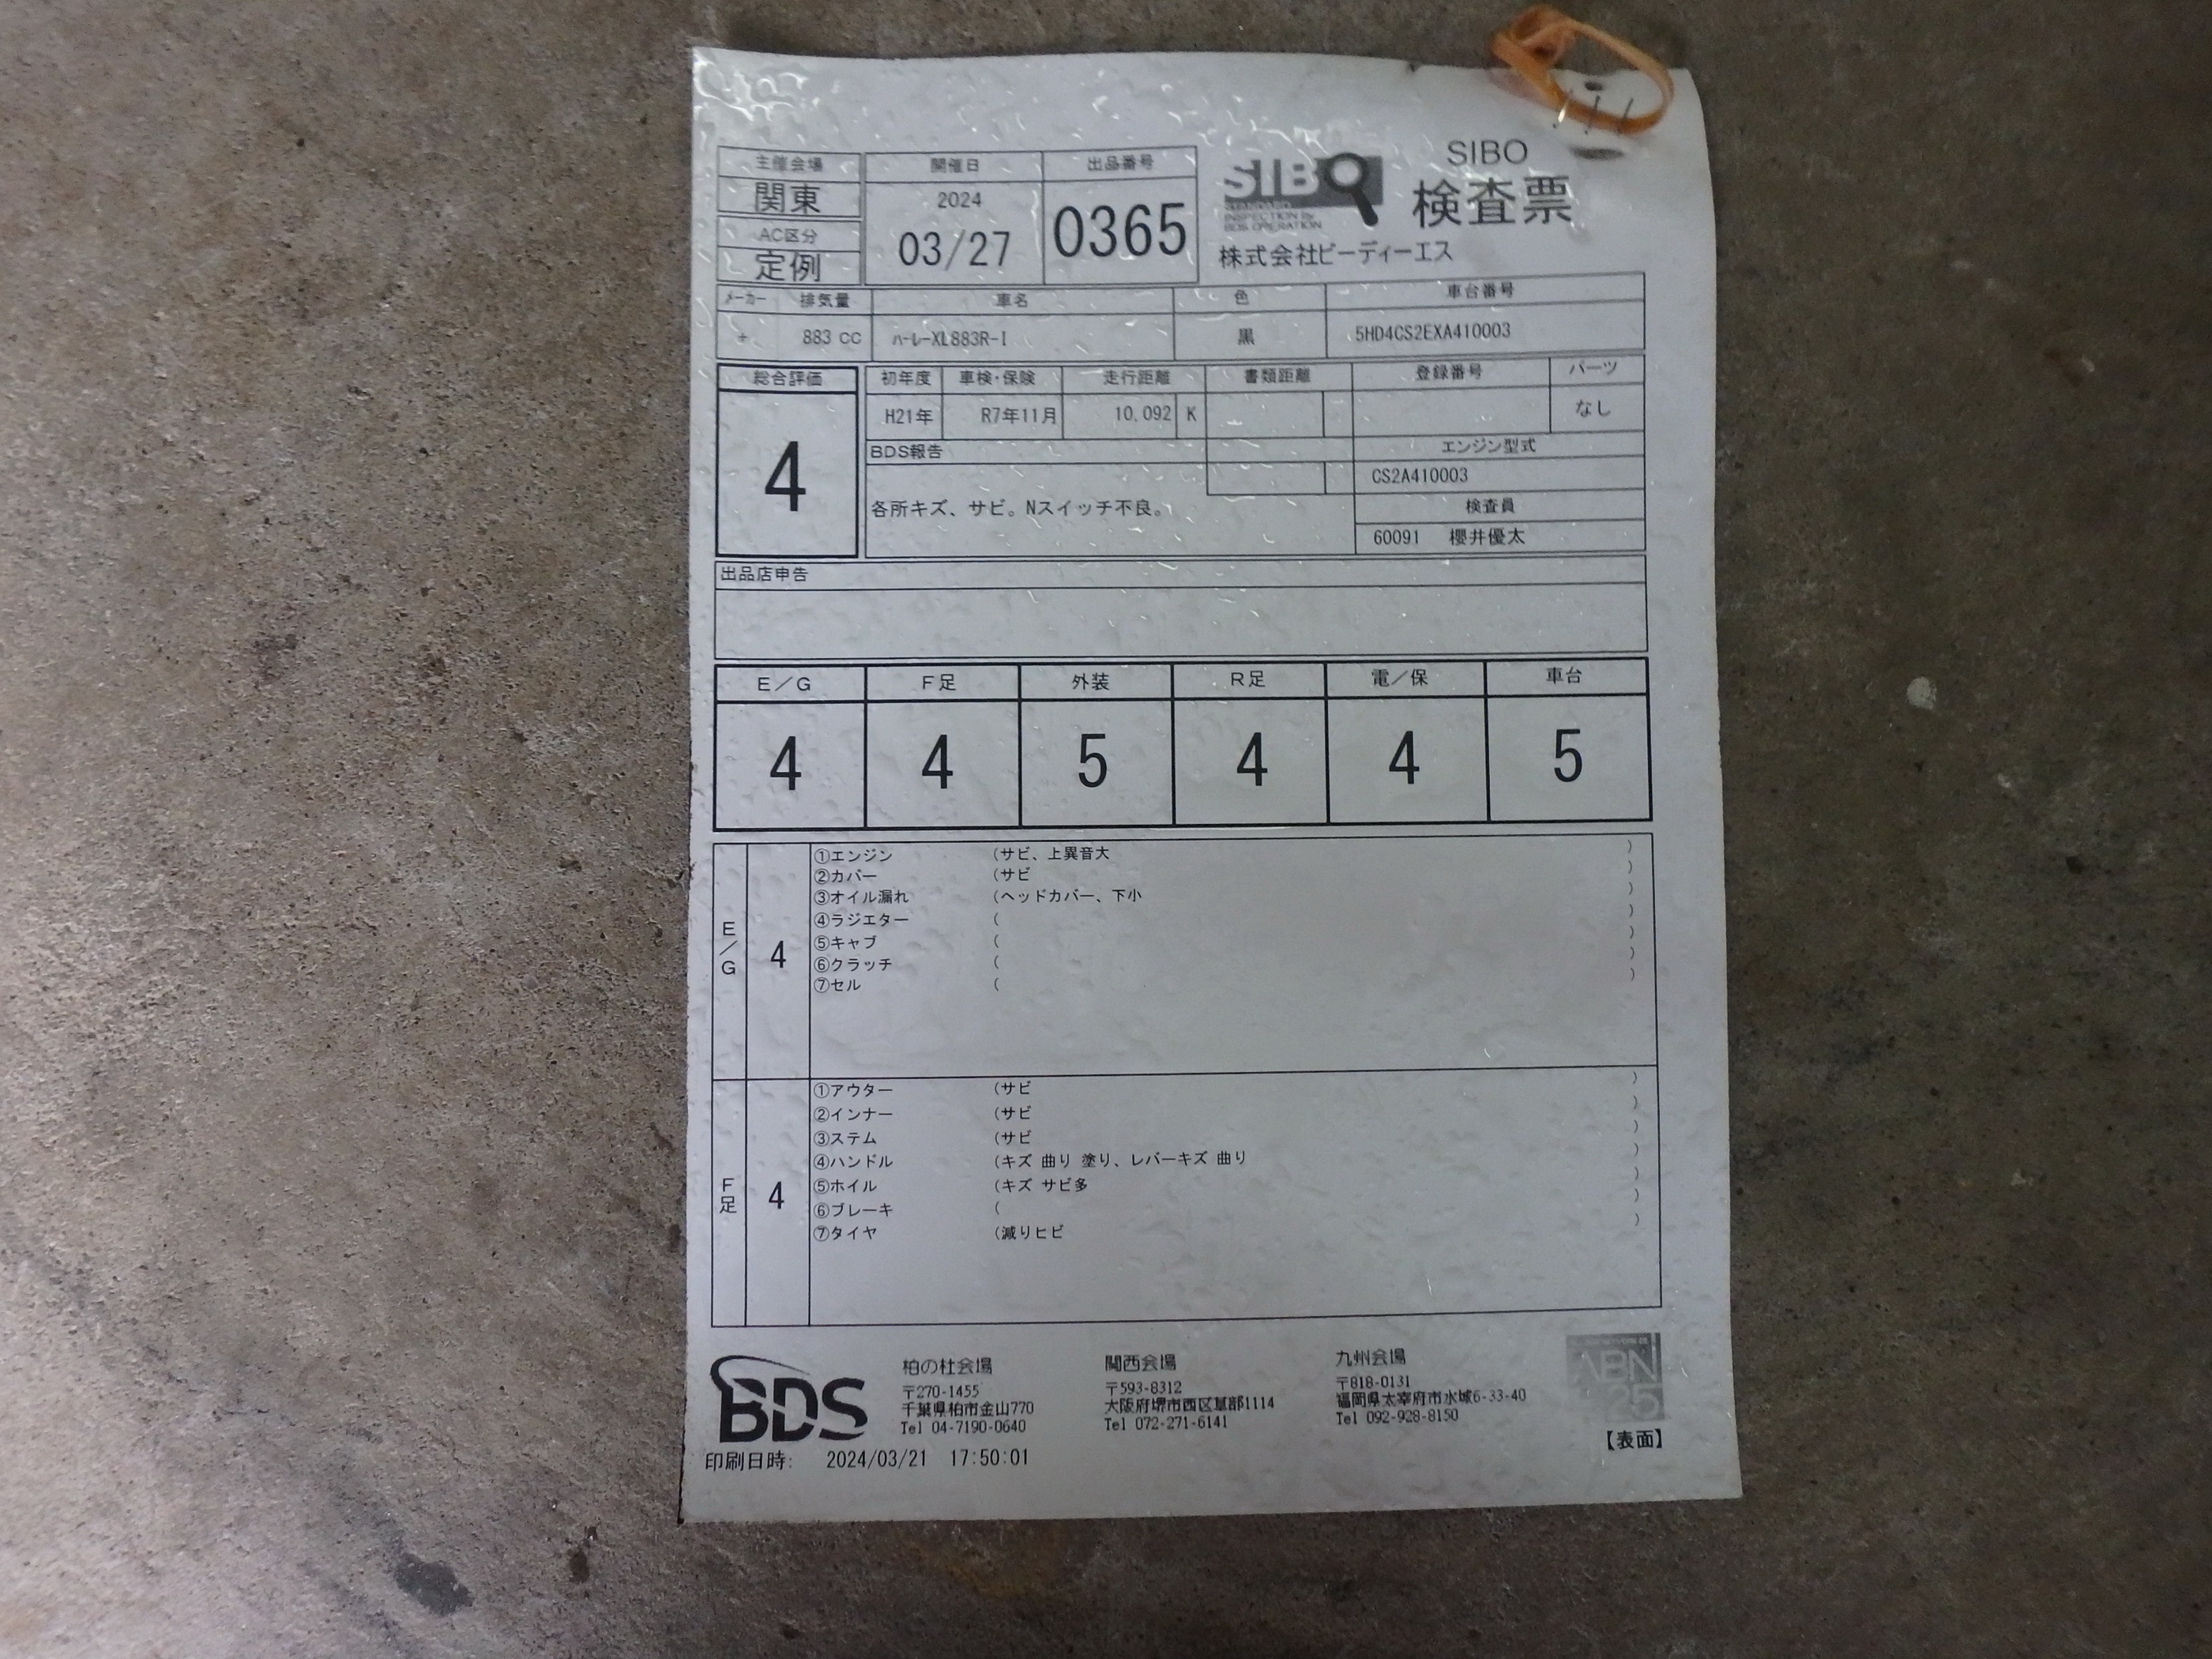 主催会場
関東
AC区分
定例
開催日
2024
03/27
出品番号
0365
SIBO
STANDARD
INSPECTION by
BDS OPERATION
SIBO
検査票
株式会社ビーディーエス
メーカー 排気量 車名 色 車台番号
+ 883 CC ハーレーXL883R-I 黒 5HD4CS2EXA410003
総合評価
4
初年度 車検・保険 走行距離 書類距離 登録番号 パーツ
H21年 R7年11月 10,092 K なし
BDS報告
各所キズ、サビ。Nスイッチ不良。
エンジン型式
CS2A410003
検査員
60091 櫻井優太
出品店申告
E/G F足 外装 R足 電/保 車台
4 4 5 4 4 5
E/G 4
①エンジン (サビ、上異音大 )
②カバー (サビ )
③オイル漏れ (ヘッドカバー、下小 )
④ラジエター ( )
⑤キャブ ( )
⑥クラッチ ( )
⑦セル ( )
F足 4
①アウター (サビ )
②インナー (サビ )
③ステム (サビ )
④ハンドル (キズ 曲り 塗り、レバーキズ 曲り )
⑤ホイル (キズ サビ多 )
⑥ブレーキ ( )
⑦タイヤ (減りヒビ )
BDS
柏の杜会場
〒270-1455
千葉県柏市金山770
Tel 04-7190-0640
関西会場
〒593-8312
大阪府堺市西区草部1114
Tel 072-271-6141
九州会場
〒818-0131
福岡県太宰府市水城6-33-40
Tel 092-928-8150
【表面】
印刷日時: 2024/03/21 17:50:01